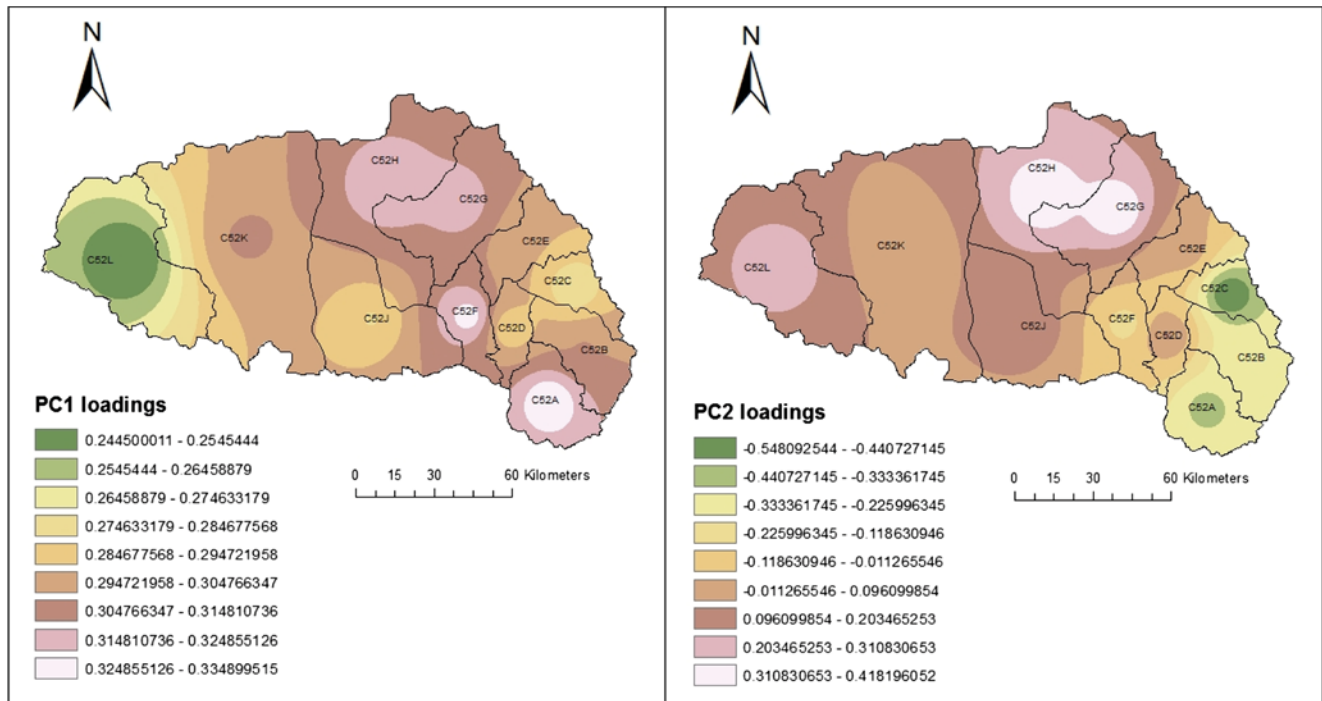 N
C52H
C52G
C52K
C52E
C52L
C52C
C52F
C52J
C52D
C52B
C52A
PC1 loadings
0.244500011 - 0.2545444
0.2545444 - 0.26458879
0.26458879 - 0.274633179
0.274633179 - 0.284677568
0.284677568 - 0.294721958
0.294721958 - 0.304766347
0.304766347 - 0.314810736
0.314810736 - 0.324855126
0.324855126 - 0.334899515
0 15 30 60 Kilometers
N
C52H
C52G
C52K
C52E
C52L
C52C
C52F
C52J
C52D
C52B
C52A
PC2 loadings
-0.548092544 - -0.440727145
-0.440727145 - -0.333361745
-0.333361745 - -0.225996345
-0.225996345 - -0.118630946
-0.118630946 - -0.011265546
-0.011265546 - 0.096099854
0.096099854 - 0.203465253
0.203465253 - 0.310830653
0.310830653 - 0.418196052
0 15 30 60 Kilometers